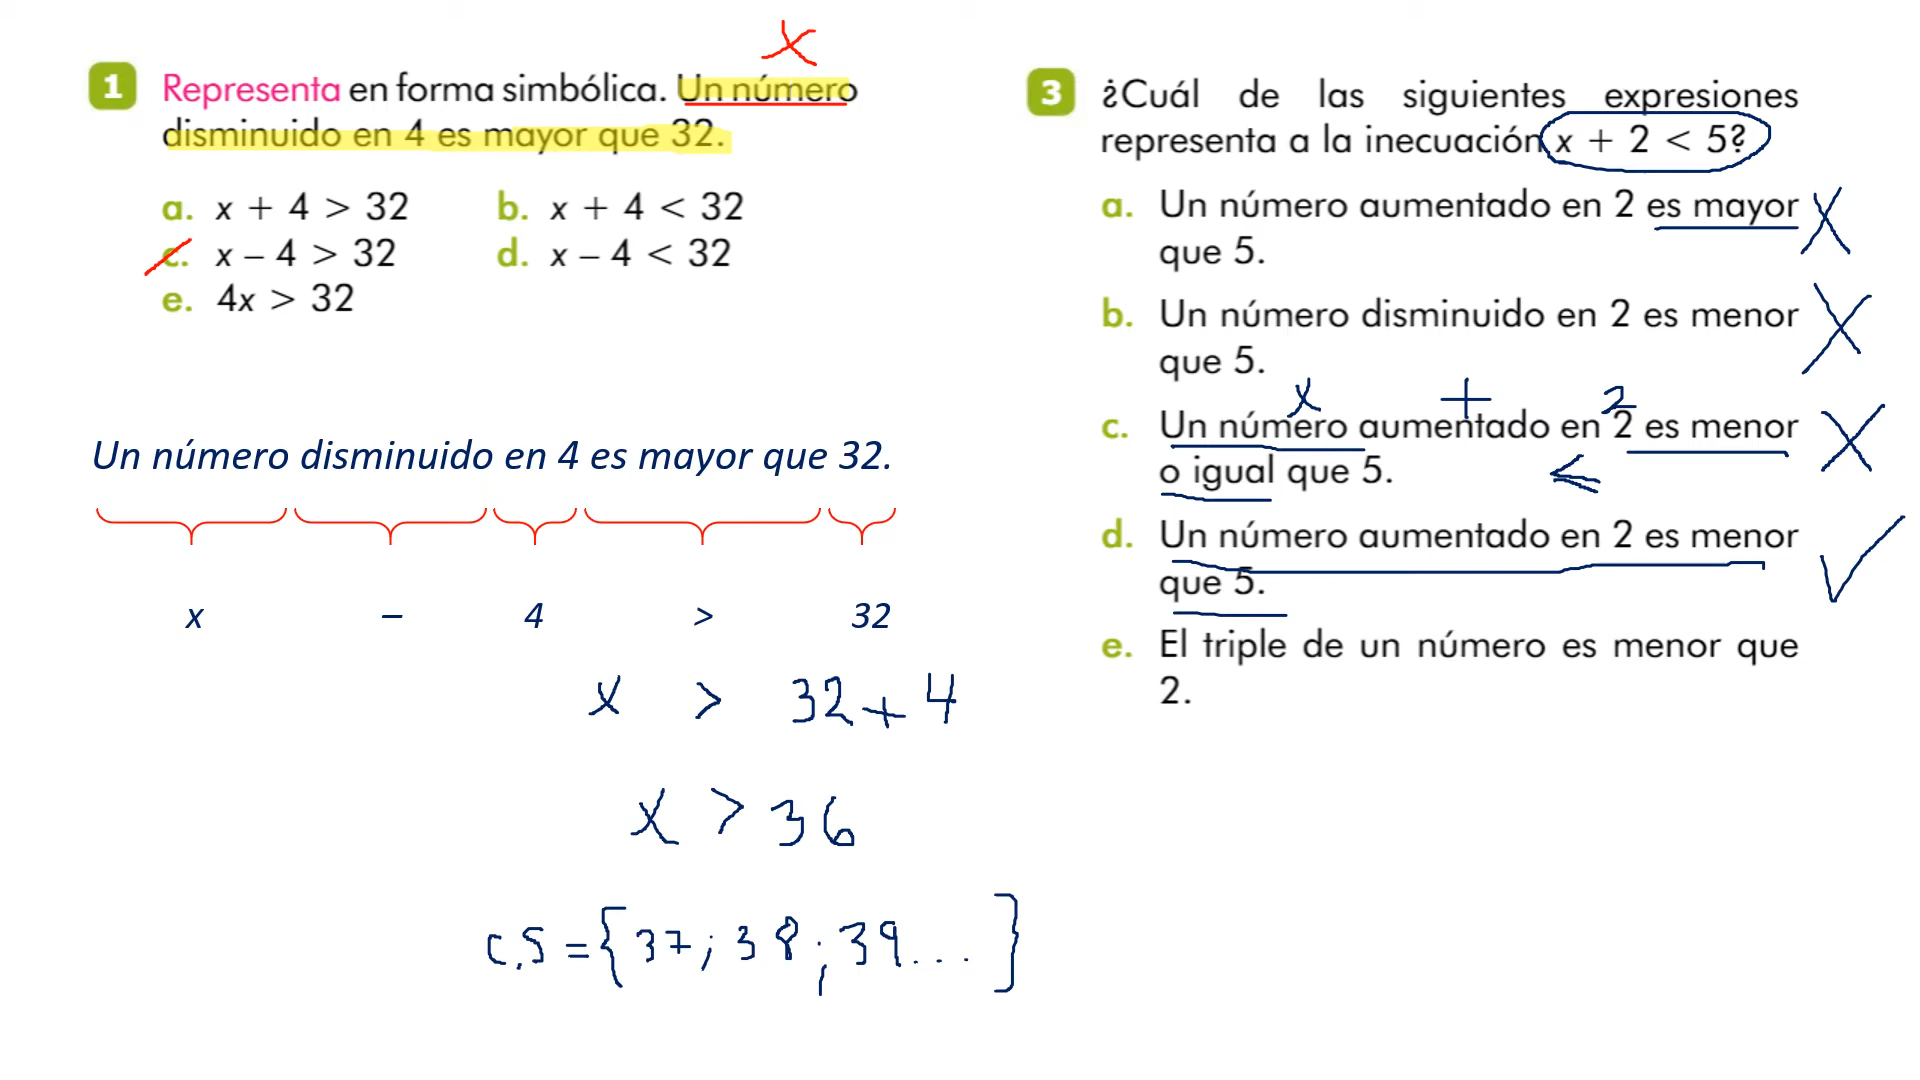 x
1 Representa en forma simbólica. Un número
disminuido en 4 es mayor que 32.
a. x + 4 > 32 b. x + 4 < 32
c. x – 4 > 32 d. x – 4 < 32
e. 4x > 32
Un número disminuido en 4 es mayor que 32.
x – 4 > 32
x > 32 + 4
x > 36
C.S = { 37 ; 38 ; 39 ... }
3 ¿Cuál de las siguientes expresiones
representa a la inecuación x + 2 < 5?
a. Un número aumentado en 2 es mayor
que 5.
b. Un número disminuido en 2 es menor
que 5.
x + 2
c. Un número aumentado en 2 es menor
o igual que 5. ≤
d. Un número aumentado en 2 es menor
que 5.
e. El triple de un número es menor que
2.